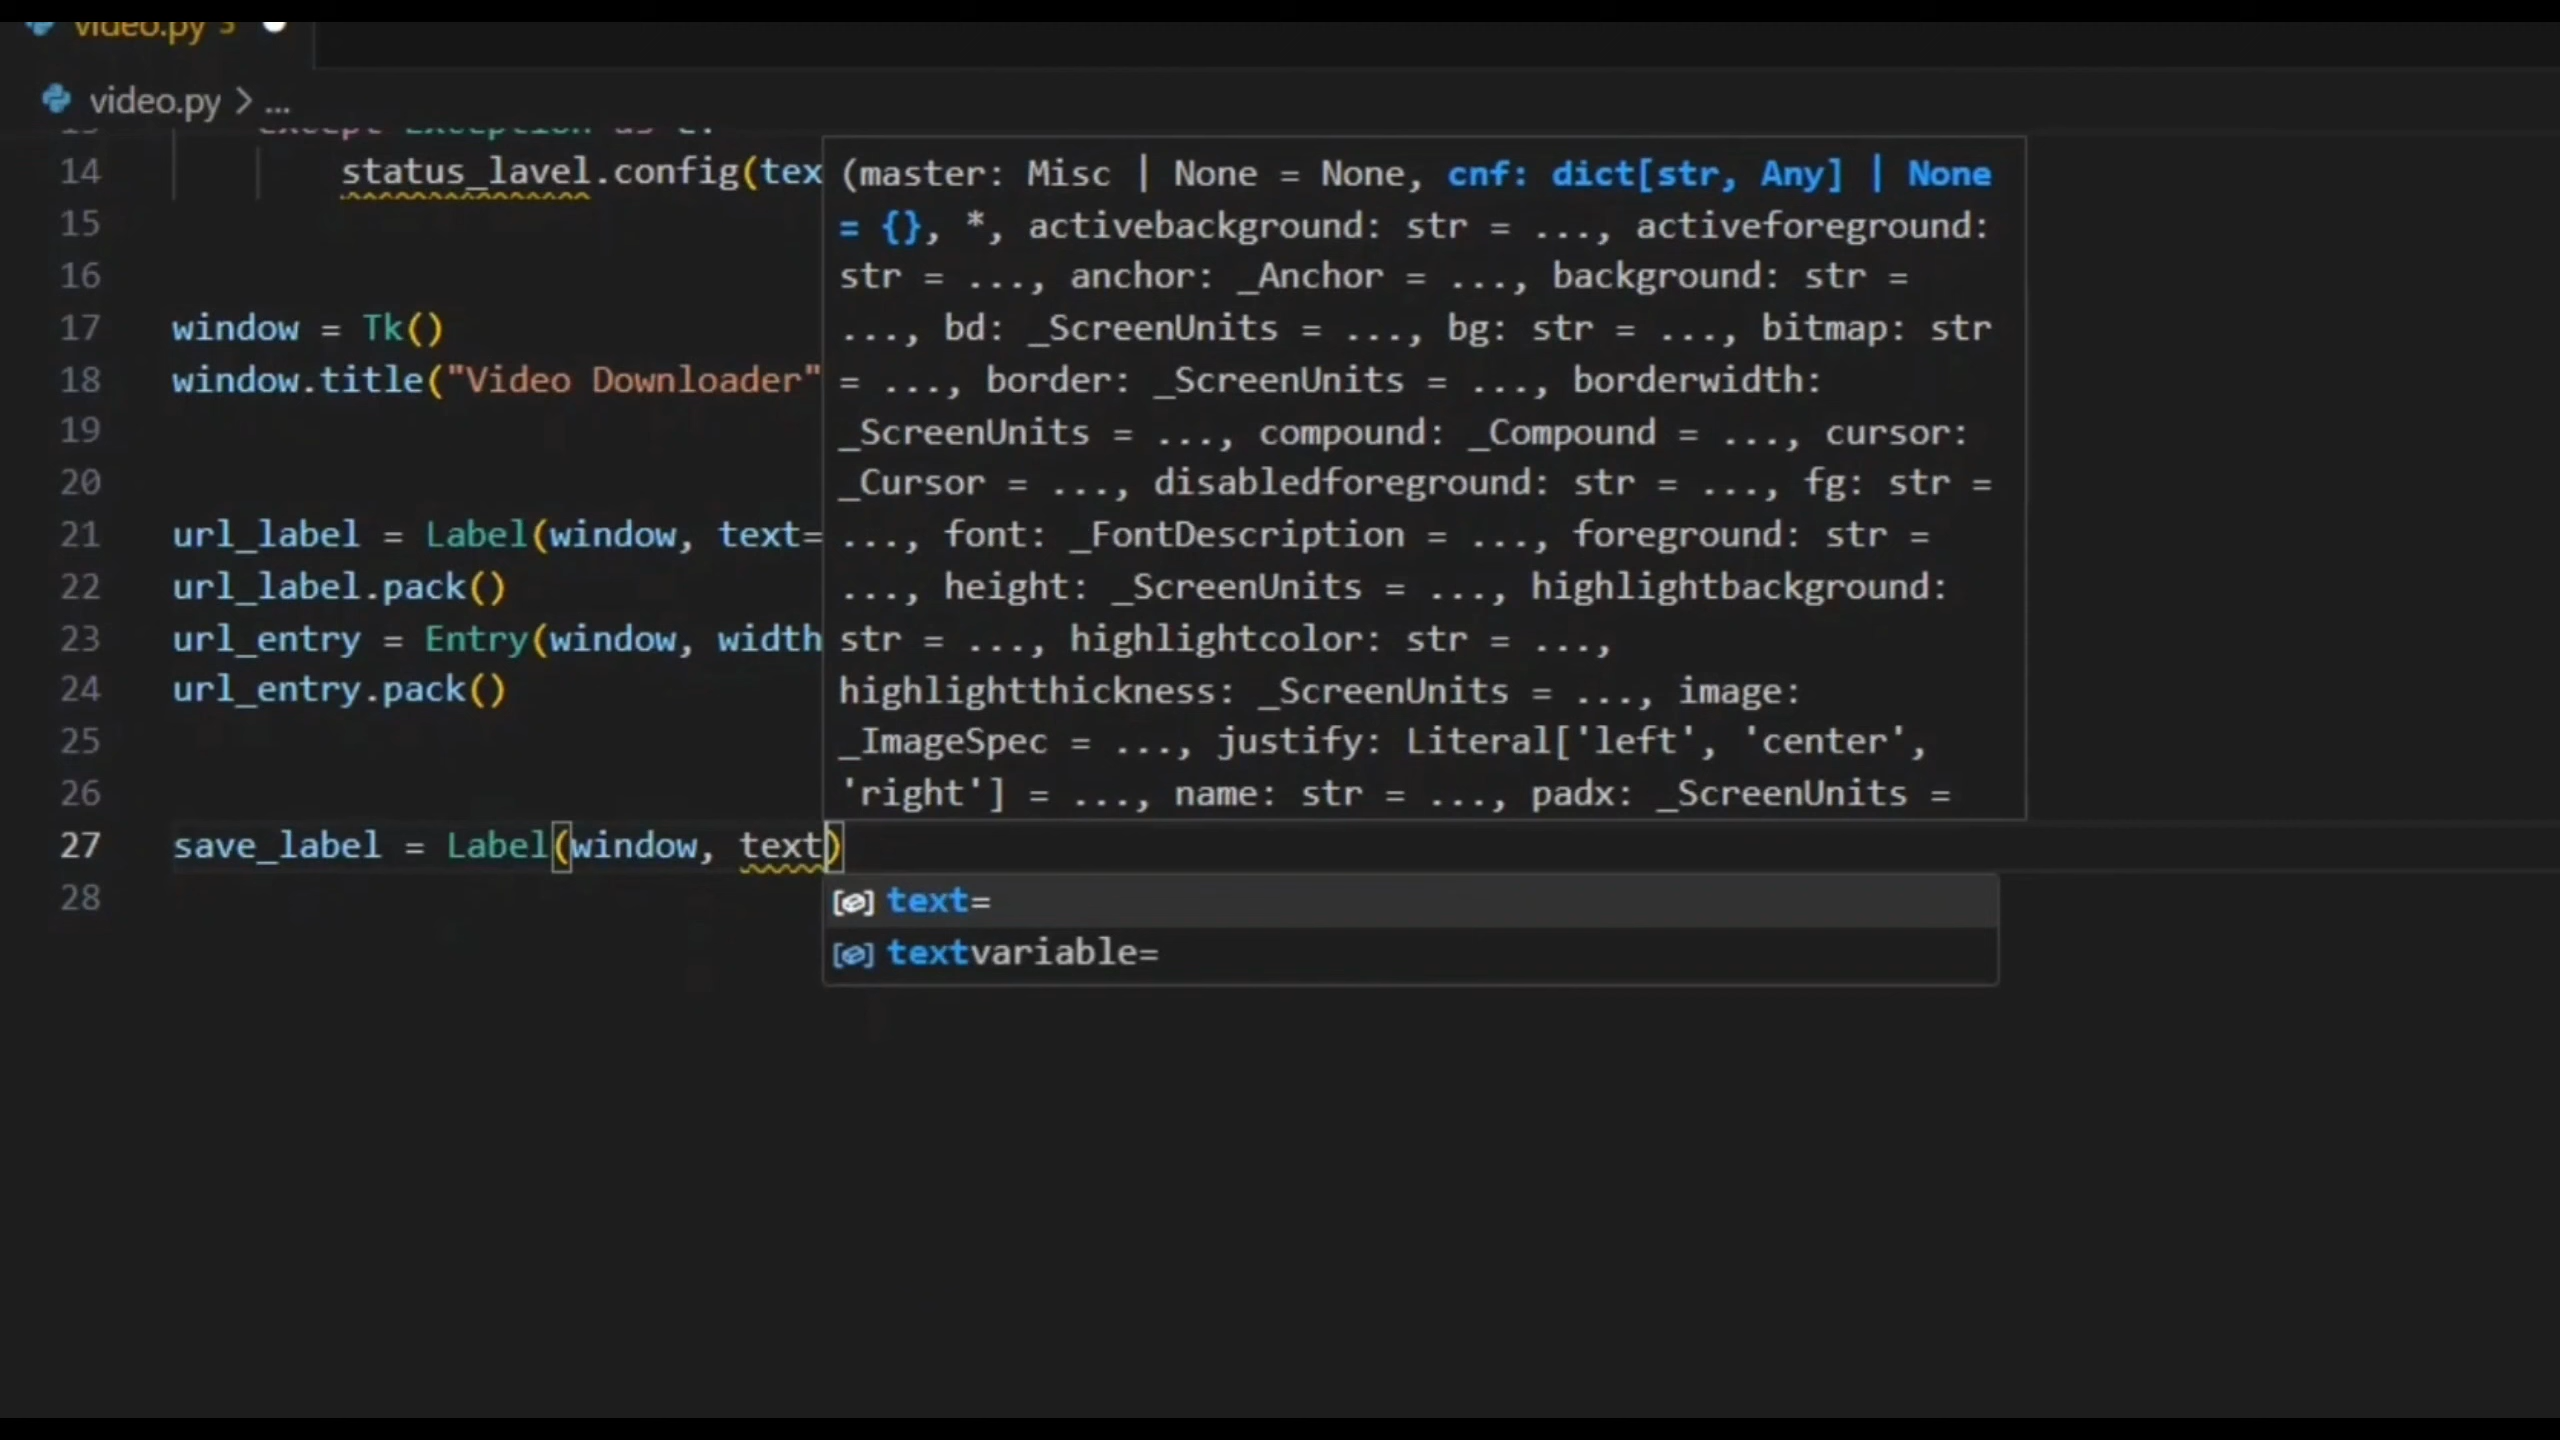 video.py
video.py > ...
14 status_lavel.config(tex
15
16
17 window = Tk()
18 window.title("Video Downloader"
19
20
21 url_label = Label(window, text=
22 url_label.pack()
23 url_entry = Entry(window, width
24 url_entry.pack()
25
26
27 save_label = Label(window, text)
28
(master: Misc | None = None, cnf: dict[str, Any] | None
= {}, *, activebackground: str = ..., activeforeground:
str = ..., anchor: _Anchor = ..., background: str =
..., bd: _ScreenUnits = ..., bg: str = ..., bitmap: str
= ..., border: _ScreenUnits = ..., borderwidth:
_ScreenUnits = ..., compound: _Compound = ..., cursor:
_Cursor = ..., disabledforeground: str = ..., fg: str =
..., font: _FontDescription = ..., foreground: str =
..., height: _ScreenUnits = ..., highlightbackground:
str = ..., highlightcolor: str = ...,
highlightthickness: _ScreenUnits = ..., image:
_ImageSpec = ..., justify: Literal['left', 'center',
'right'] = ..., name: str = ..., padx: _ScreenUnits =
text=
textvariable=